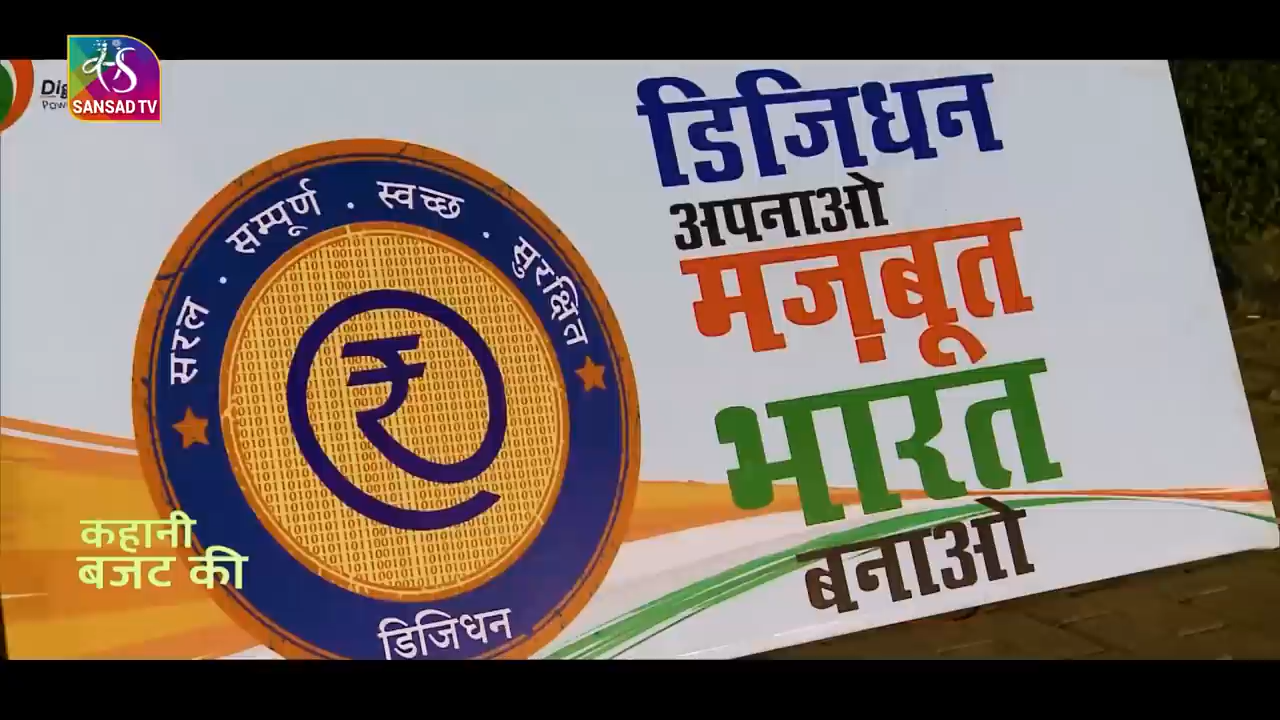 SANSAD TV
डिजिधन
अपनाओ
मज़बूत
भारत
बनाओ
सरल . सम्पूर्ण . स्वच्छ . सुरक्षित
₹
डिजिधन
कहानी
बजट की